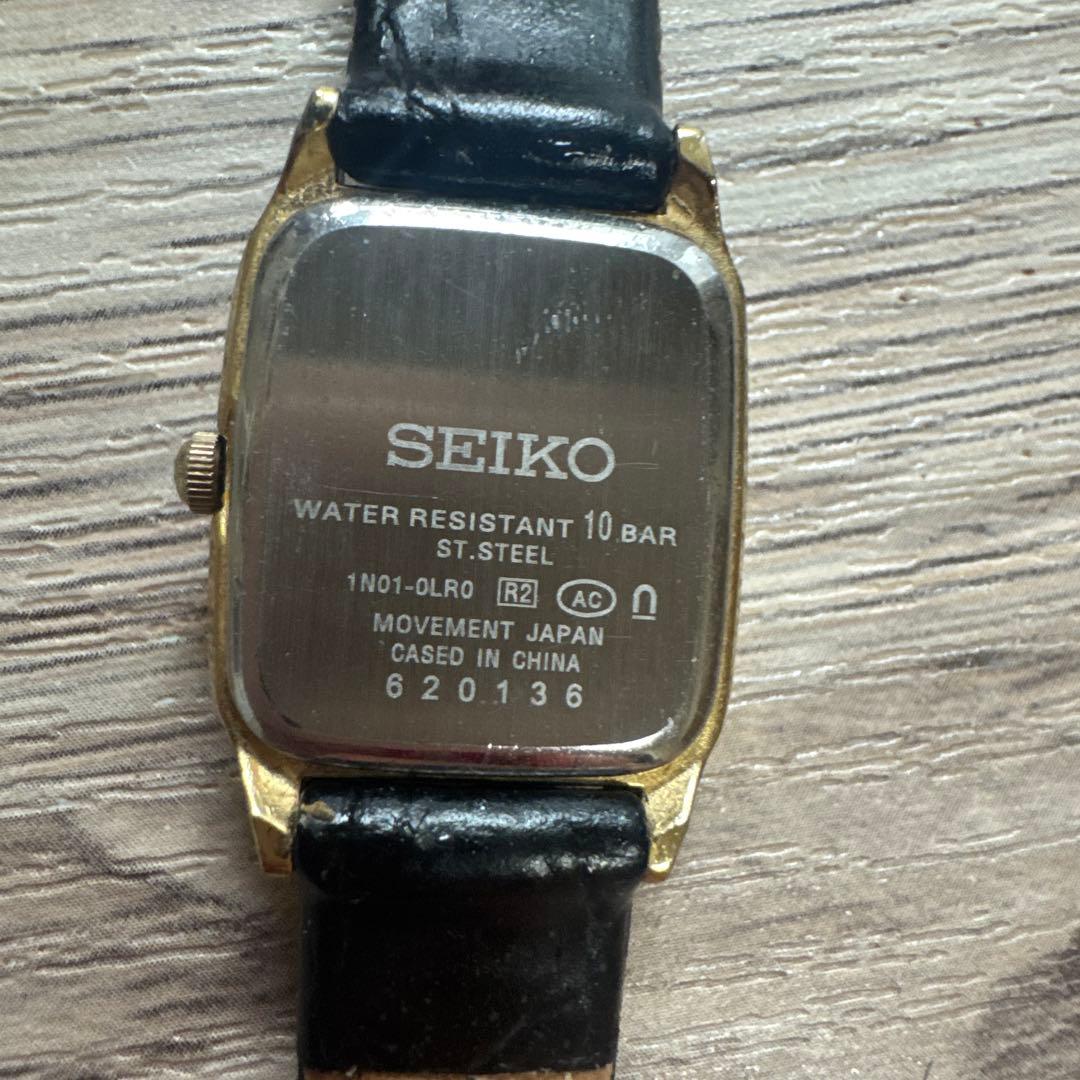 SEIKO
WATER RESISTANT 10 BAR
ST.STEEL
1N01-0LR0 R2 AC
MOVEMENT JAPAN
CASED IN CHINA
620136